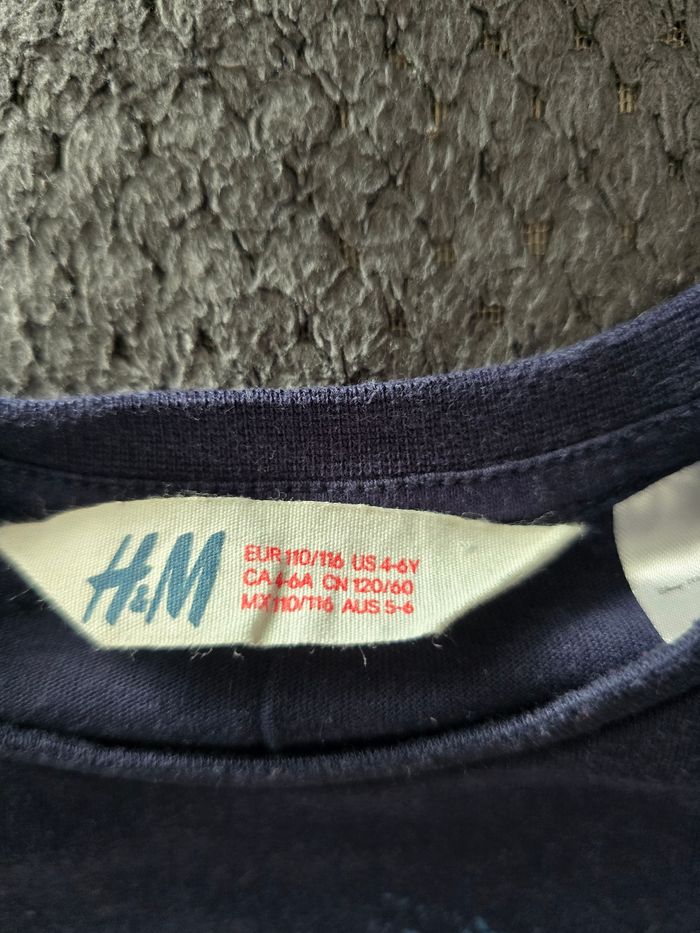 H&M
EUR 110/116 US 4-6Y
CA 4-6A CN 120/60
MX 110/116 AUS 5-6